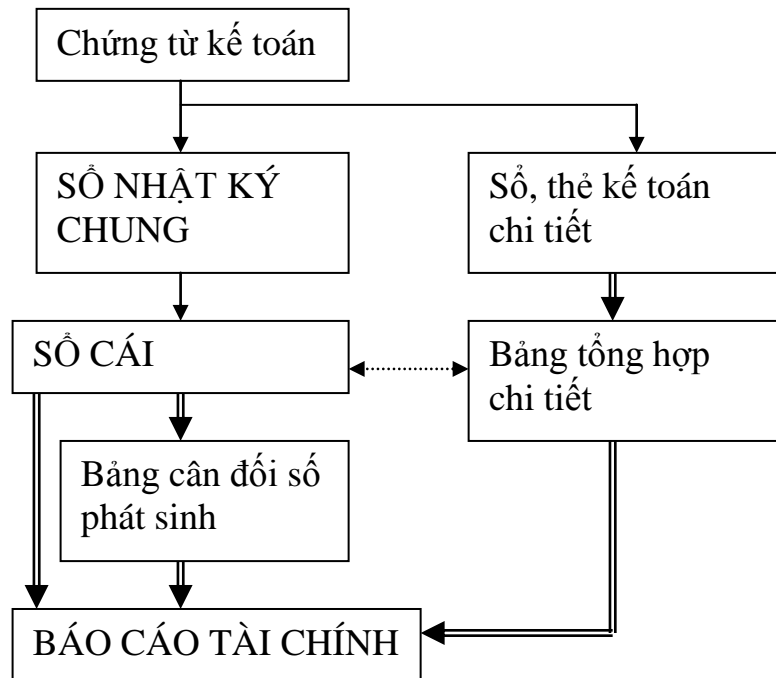 Chứng từ kế toán
SỔ NHẬT KÝ
CHUNG
Sổ, thẻ kế toán
chi tiết
SỔ CÁI
Bảng tổng hợp
chi tiết
Bảng cân đối số
phát sinh
BÁO CÁO TÀI CHÍNH